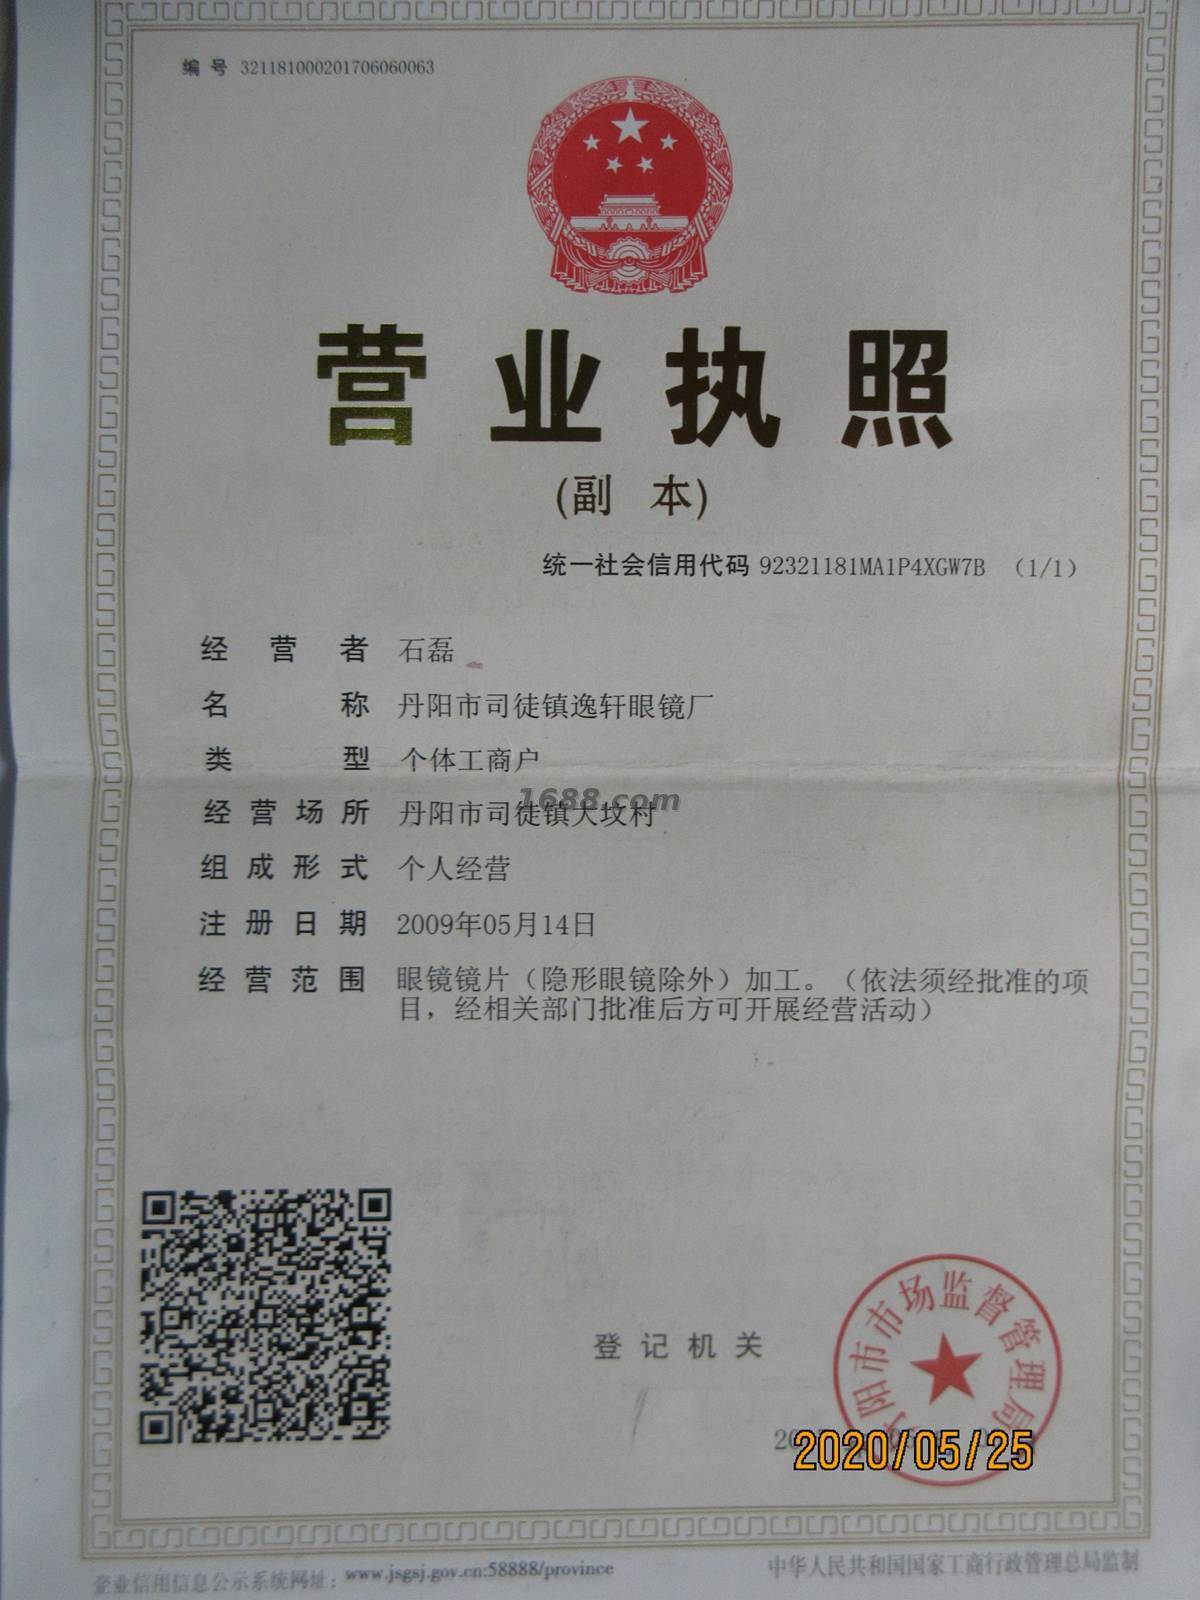 编号 321181000201706060063
营业执照
(副 本)
统一社会信用代码 92321181MA1P4XGW7B (1/1)
经营者 石磊
名称 丹阳市司徒镇逸轩眼镜厂
类型 个体工商户
1688.com
经营场所 丹阳市司徒镇大坟村
组成形式 个人经营
注册日期 2009年05月14日
经营范围 眼镜镜片（隐形眼镜除外）加工。（依法须经批准的项
目，经相关部门批准后方可开展经营活动）
登记机关
丹阳市市场监督管理局
2020/05/25
企业信用信息公示系统网址：www.jsgsj.gov.cn:58888/province
中华人民共和国国家工商行政管理总局监制